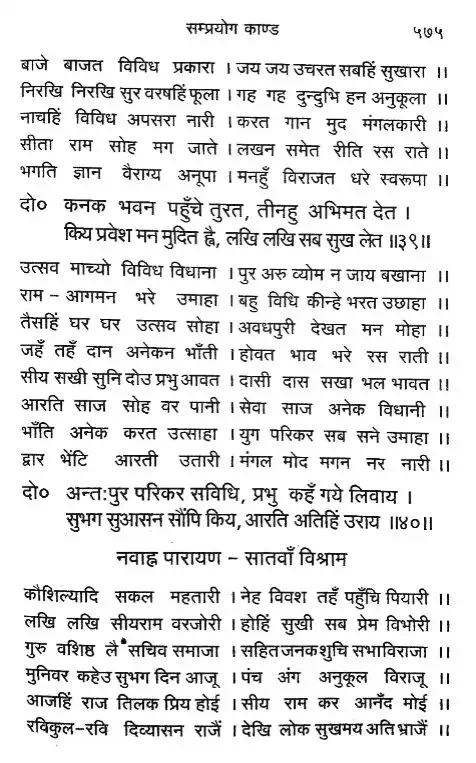 सम्प्रयोग काण्ड ५७५
बाजे बाजत विविध प्रकारा । जय जय उचरत सबहिं सुखारा ।।
निरखि निरखि सुर वरषहिं फूला । गह गह दुन्दुभि हन अनुकूला ।।
नाचहिं विविध अपसरा नारी । करत गान मुद मंगलकारी ।।
सीता राम सोह मग जाते । लखन समेत रीति रस राते ।।
भगति ज्ञान वैराग्य अनूपा । मनहुँ विराजत धरे स्वरूपा ।।
दो० कनक भवन पहुँचे तुरत, तीनहु अभिमत देत ।
किय प्रवेश मन मुदित ह्वै, लखि लखि सब सुख लेत ।।३९।।
उत्सव माच्यो विविध विधाना । पुर अरु व्योम न जाय बखाना ।।
राम - आगमन भरे उमाहा । बहु विधि कीन्हे भरत उछाहा ।।
तैसहिं घर घर उत्सव सोहा । अवधपुरी देखत मन मोहा ।।
जहँ तहँ दान अनेकन भाँती । होवत भाव भरे रस राती ।।
सीय सखी सुनि दोउ प्रभु आवत । दासी दास सखा भल भावत ।।
आरति साज सोह वर पानी । सेवा साज अनेक विधानी ।।
भाँति अनेक करत उत्साहा । युग परिकर सब सने उमाहा ।।
द्वार भेंटि आरती उतारी । मंगल मोद मगन नर नारी ।।
दो० अन्तःपुर परिकर सविधि, प्रभु कहँ गये लिवाय ।
सुभग सुआसन सौंपि किय, आरति अतिहिं उराय ।।४०।।
नवाह्न पारायण – सातवाँ विश्राम
कौशिल्यादि सकल महतारी । नेह विवश तहँ पहुँचि पियारी ।।
लखि लखि सीयराम वरजोरी । होहिं सुखी सब प्रेम विभोरी ।।
गुरु वशिष्ठ लै सचिव समाजा । सहित जनक शुचि सभा विराजा ।।
मुनिवर कहेउ सुभग दिन आजू । पंच अंग अनुकूल विराजू ।।
आजहिं राज तिलक प्रिय होई । सीय राम कर आनँद मोई ।।
रविकुल-रवि दिव्यासन राजैं । देखि लोक सुखमय अति भ्राजैं ।।